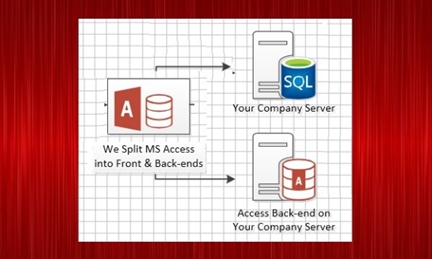 A
We Split MS Access
into Front & Back-ends
SQL
Your Company Server
A
Access Back-end on
Your Company Server